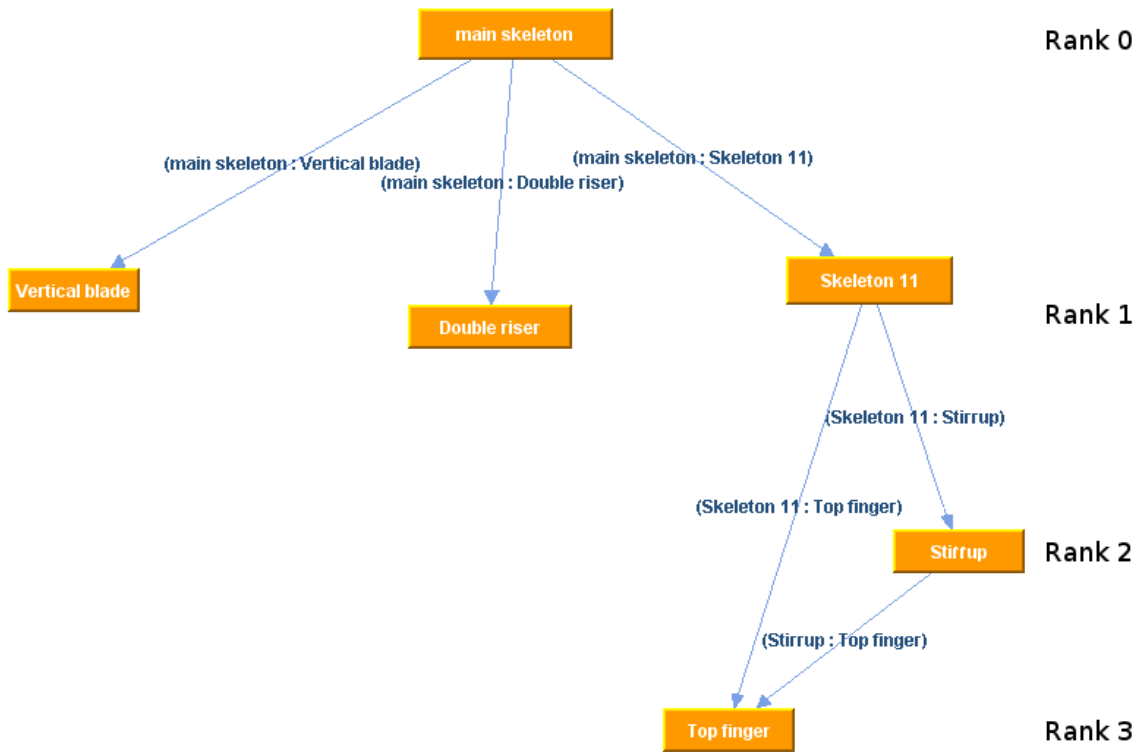 main skeleton
Rank 0
(main skeleton : Skeleton 11)
(main skeleton : Vertical blade)
(main skeleton : Double riser)
Skeleton 11
Vertical blade
Rank 1
Double riser
(Skeleton 11 : Stirrup)
(Skeleton 11 : Top finger)
Stirrup
Rank 2
(Stirrup : Top finger)
Top finger
Rank 3